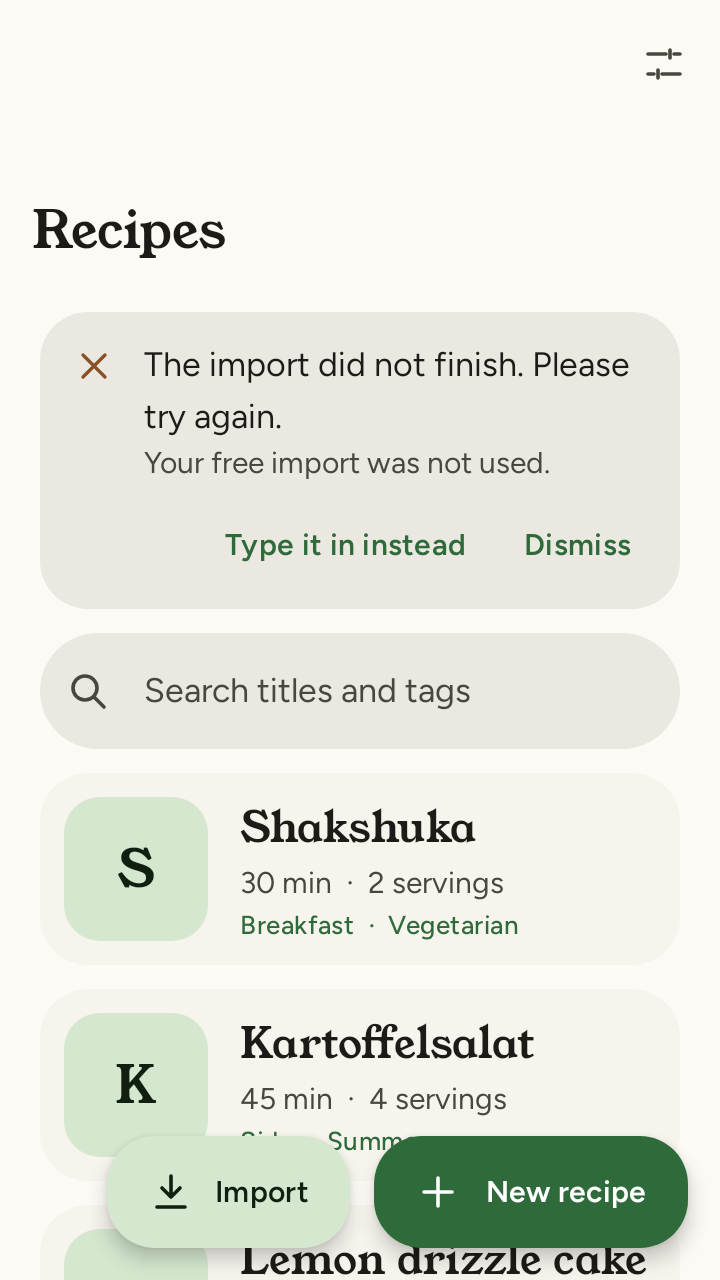 Recipes
The import did not finish. Please
try again.
Your free import was not used.
Type it in instead Dismiss
Search titles and tags
S
Shakshuka
30 min · 2 servings
Breakfast · Vegetarian
K
Kartoffelsalat
45 min · 4 servings
Import
New recipe
Lemon drizzle cake